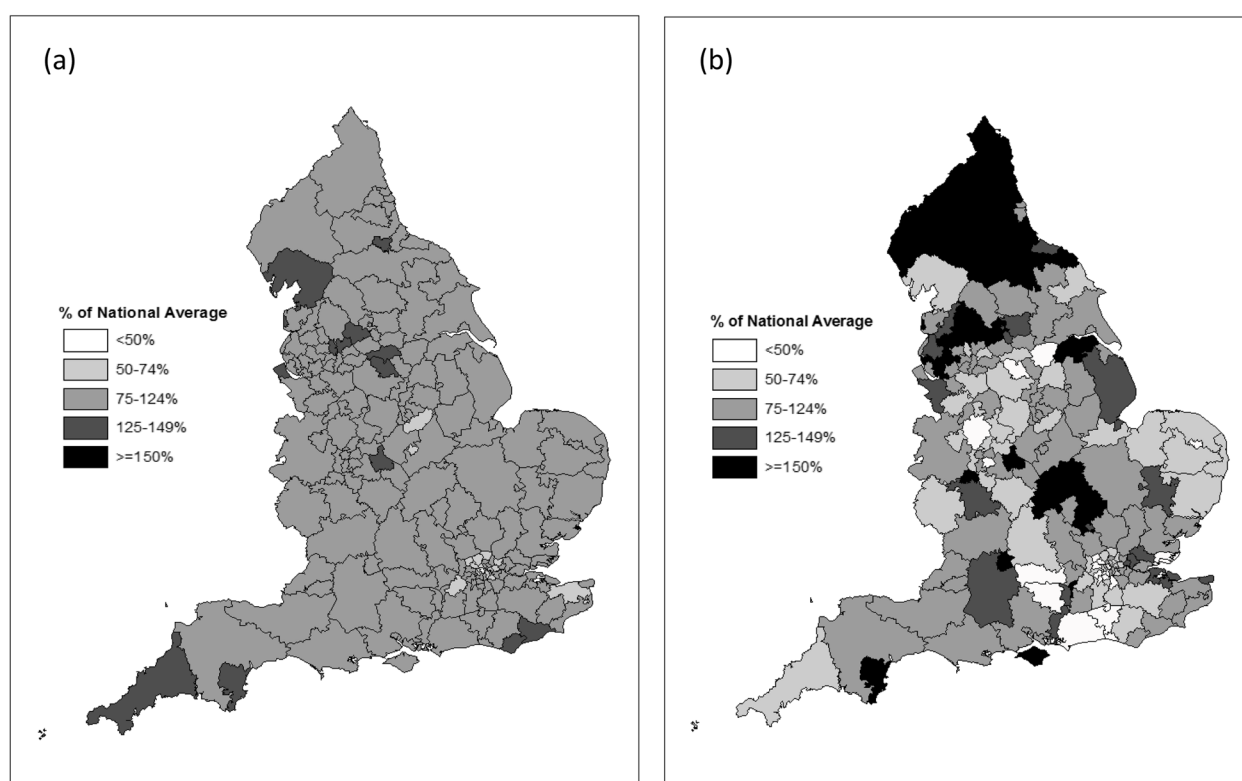 (a)
% of National Average
<50%
50-74%
75-124%
125-149%
>=150%
(b)
% of National Average
<50%
50-74%
75-124%
125-149%
>=150%